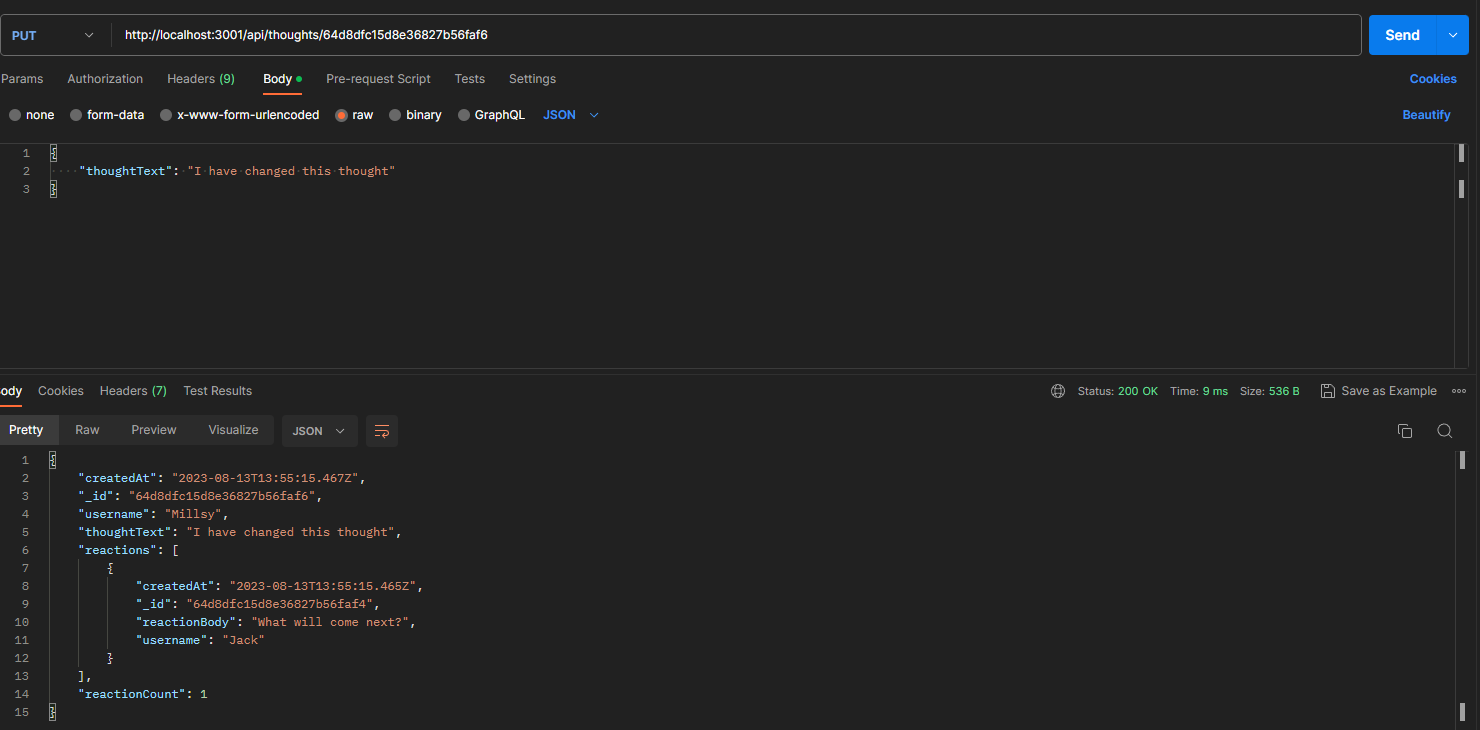 PUT http://localhost:3001/api/thoughts/64d8dfc15d8e36827b56faf6 Send
Params Authorization Headers (9) Body Pre-request Script Tests Settings Cookies
none form-data x-www-form-urlencoded raw binary GraphQL JSON Beautify
1 {
2 "thoughtText": "I have changed this thought"
3 }
ody Cookies Headers (7) Test Results Status: 200 OK Time: 9 ms Size: 536 B Save as Example
Pretty Raw Preview Visualize JSON
1 {
2 "createdAt": "2023-08-13T13:55:15.467Z",
3 "_id": "64d8dfc15d8e36827b56faf6",
4 "username": "Millsy",
5 "thoughtText": "I have changed this thought",
6 "reactions": [
7 {
8 "createdAt": "2023-08-13T13:55:15.465Z",
9 "_id": "64d8dfc15d8e36827b56faf4",
10 "reactionBody": "What will come next?",
11 "username": "Jack"
12 }
13 ],
14 "reactionCount": 1
15 }